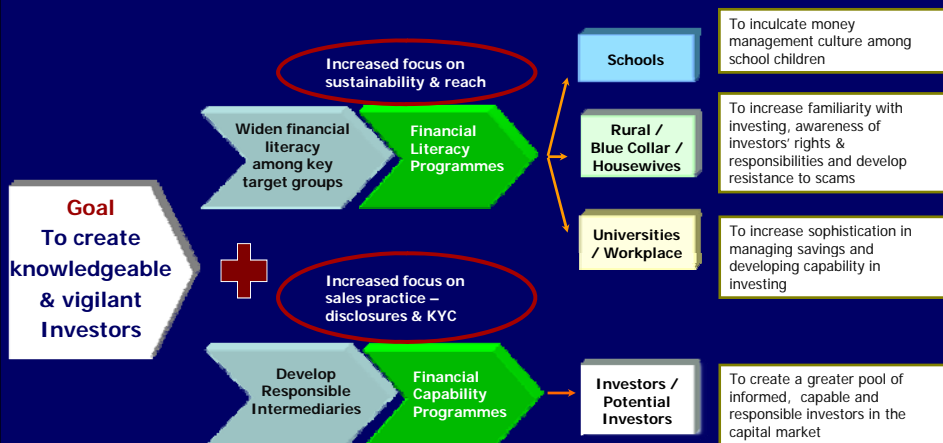 Goal
To create
knowledgeable
& vigilant
Investors
Increased focus on
sustainability & reach
Widen financial
literacy
among key
target groups
Financial
Literacy
Programmes
Schools
To inculcate money
management culture among
school children
Rural /
Blue Collar /
Housewives
To increase familiarity with
investing, awareness of
investors' rights &
responsibilities and develop
resistance to scams
Universities
/ Workplace
To increase sophistication in
managing savings and
developing capability in
investing
Increased focus on
sales practice –
disclosures & KYC
Develop
Responsible
Intermediaries
Financial
Capability
Programmes
Investors /
Potential
Investors
To create a greater pool of
informed, capable and
responsible investors in the
capital market